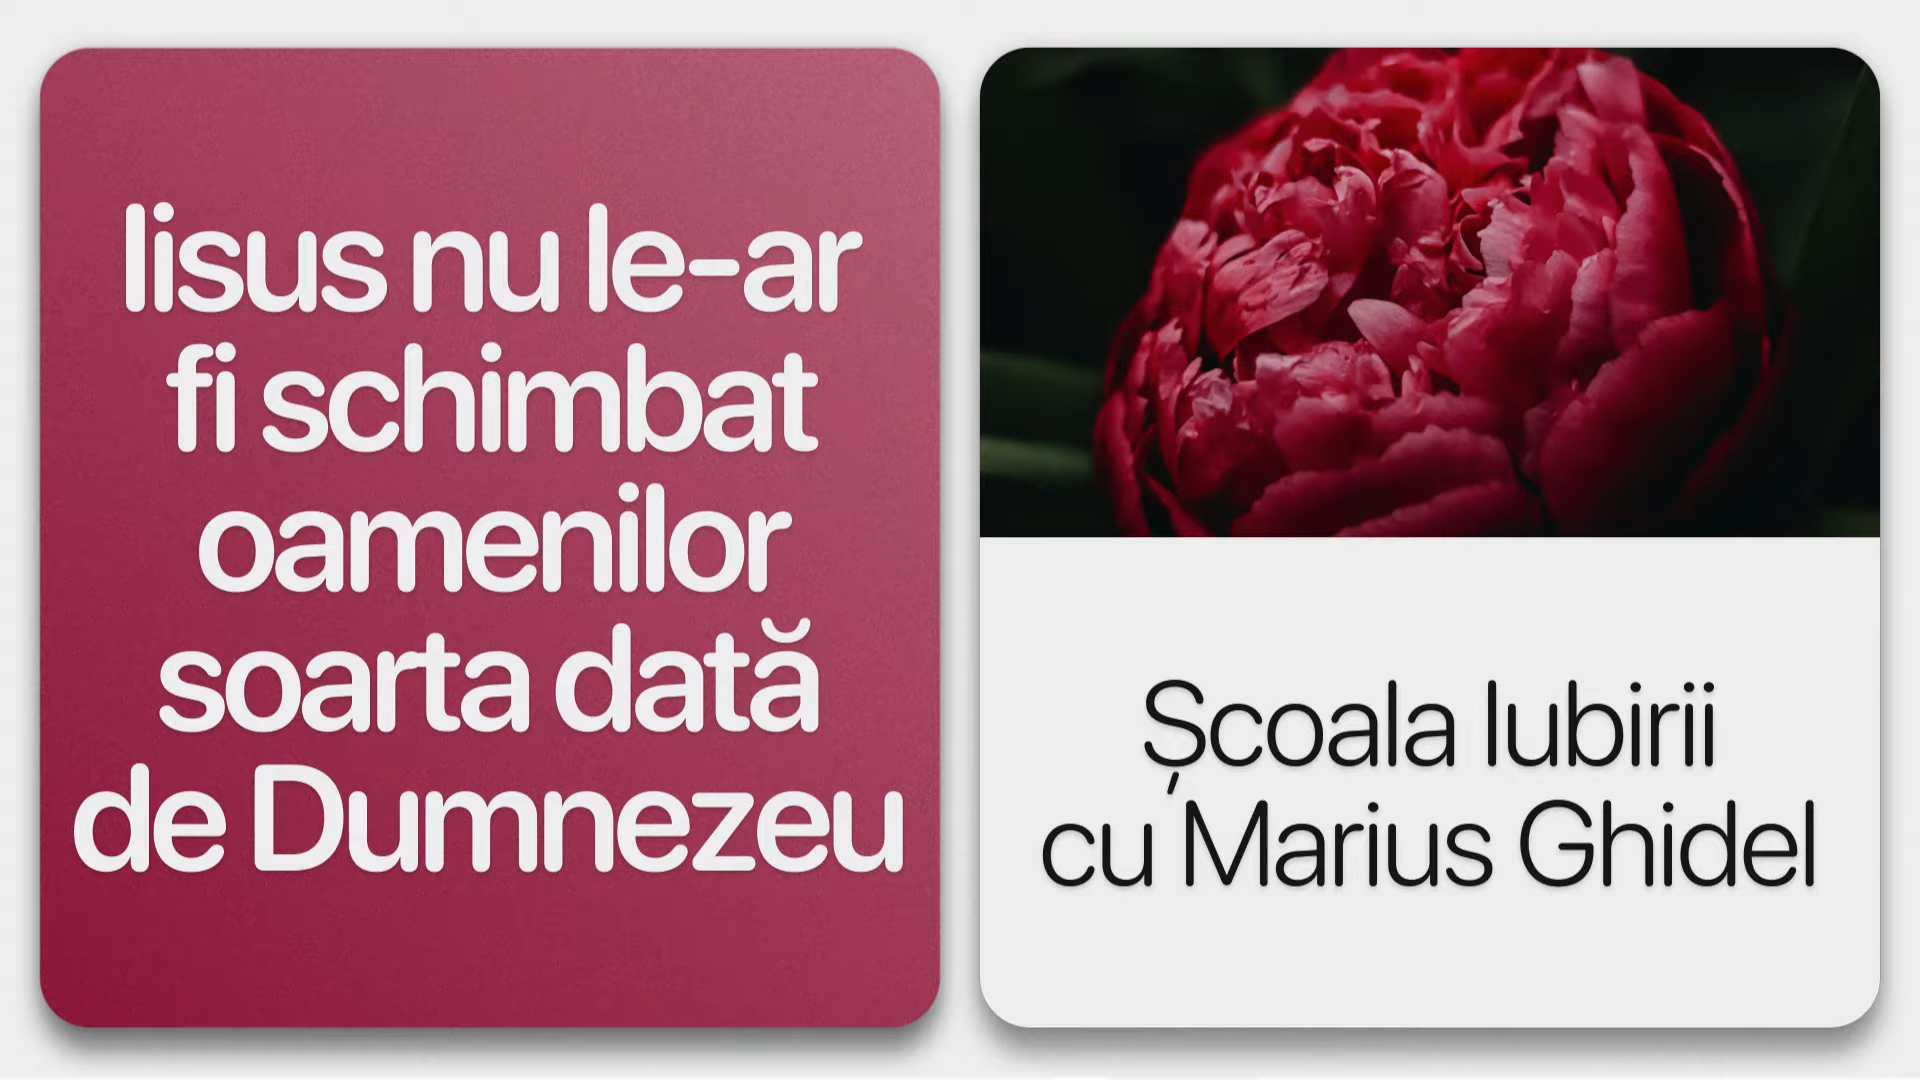 Iisus nu le-ar
fi schimbat
oamenilor
soarta dată
de Dumnezeu
Școala Iubirii
cu Marius Ghidel